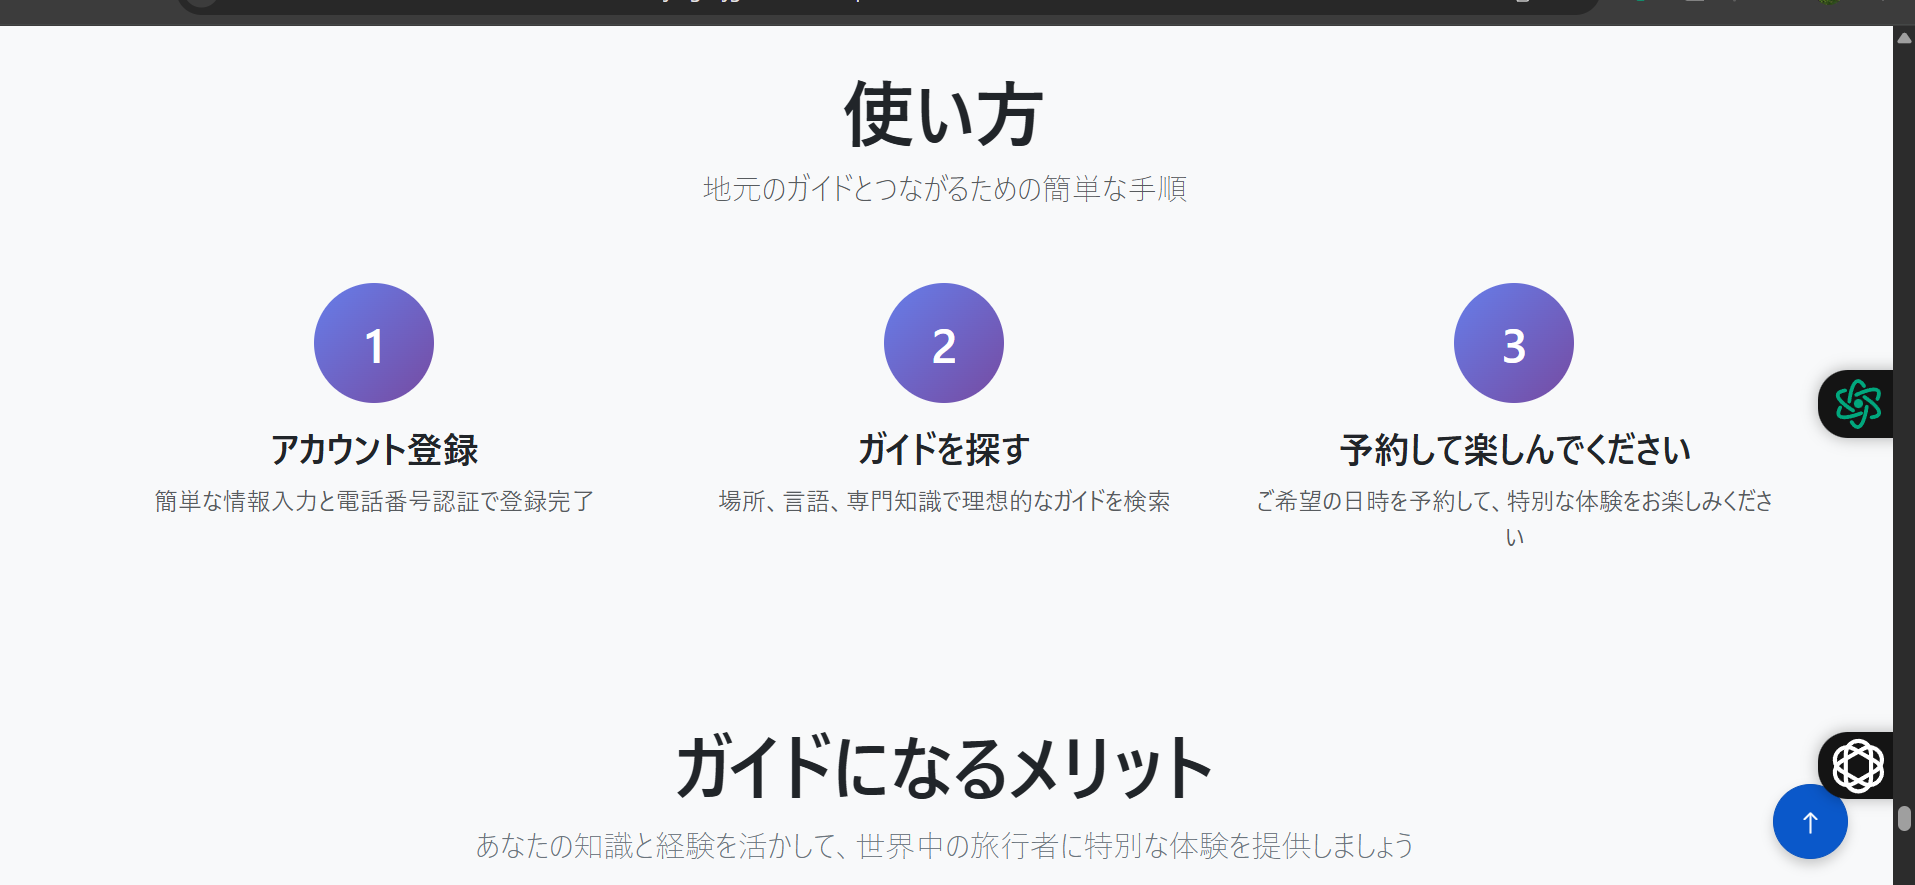 使い方
地元のガイドとつながるための簡単な手順
1
アカウント登録
簡単な情報入力と電話番号認証で登録完了
2
ガイドを探す
場所、言語、専門知識で理想的なガイドを検索
3
予約して楽しんでください
ご希望の日時を予約して、特別な体験をお楽しみくださ
い
ガイドになるメリット
あなたの知識と経験を活かして、世界中の旅行者に特別な体験を提供しましょう